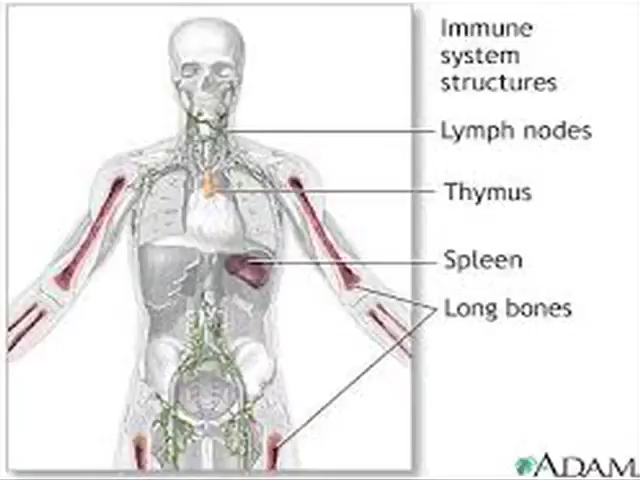 Immune
system
structures
Lymph nodes
Thymus
Spleen
Long bones
ADAM.